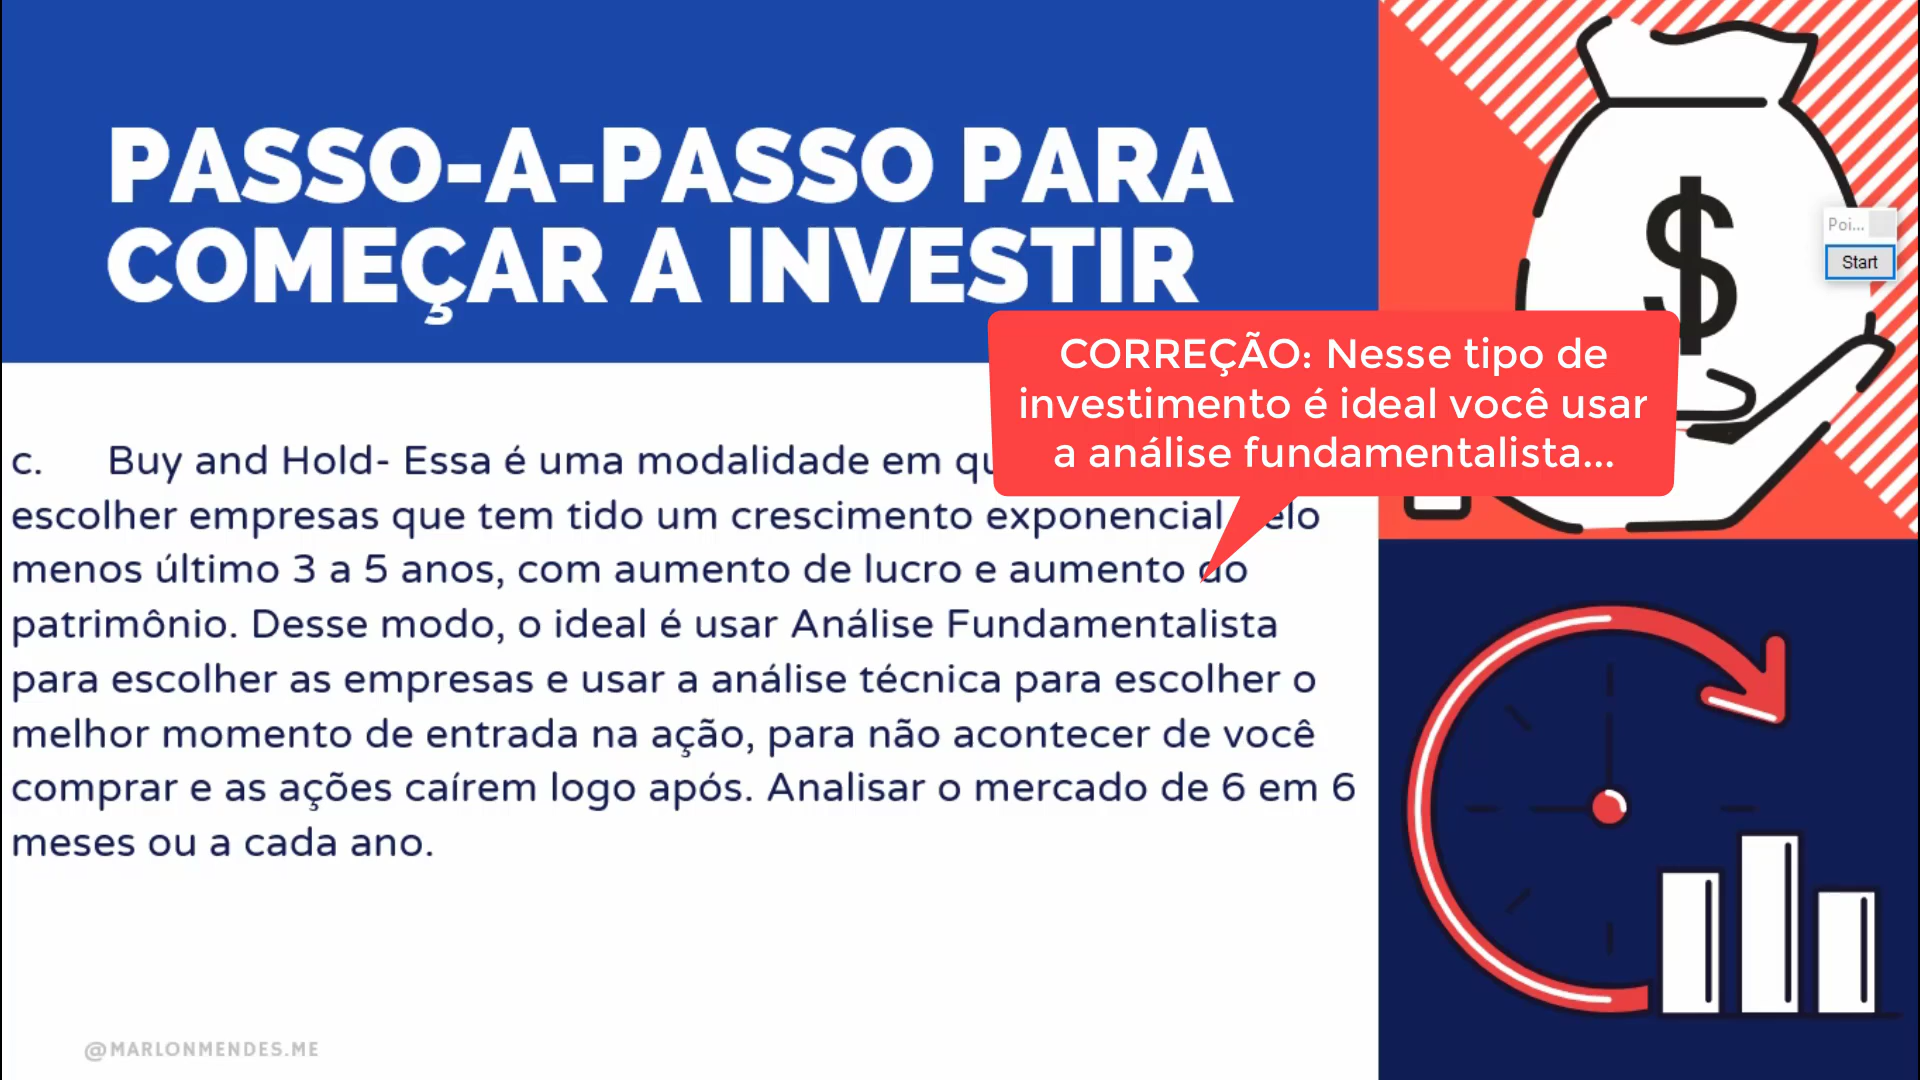 PASSO-A-PASSO PARA
COMEÇAR A INVESTIR
$
Poi...
Start
CORREÇÃO: Nesse tipo de
investimento é ideal você usar
a análise fundamentalista...
c. Buy and Hold- Essa é uma modalidade em
escolher empresas que tem tido um crescimento exponencial
menos último 3 a 5 anos, com aumento de lucro e aumento do
patrimônio. Desse modo, o ideal é usar Análise Fundamentalista
para escolher as empresas e usar a análise técnica para escolher o
melhor momento de entrada na ação, para não acontecer de você
comprar e as ações caírem logo após. Analisar o mercado de 6 em 6
meses ou a cada ano.
@MARLONMENDES.ME